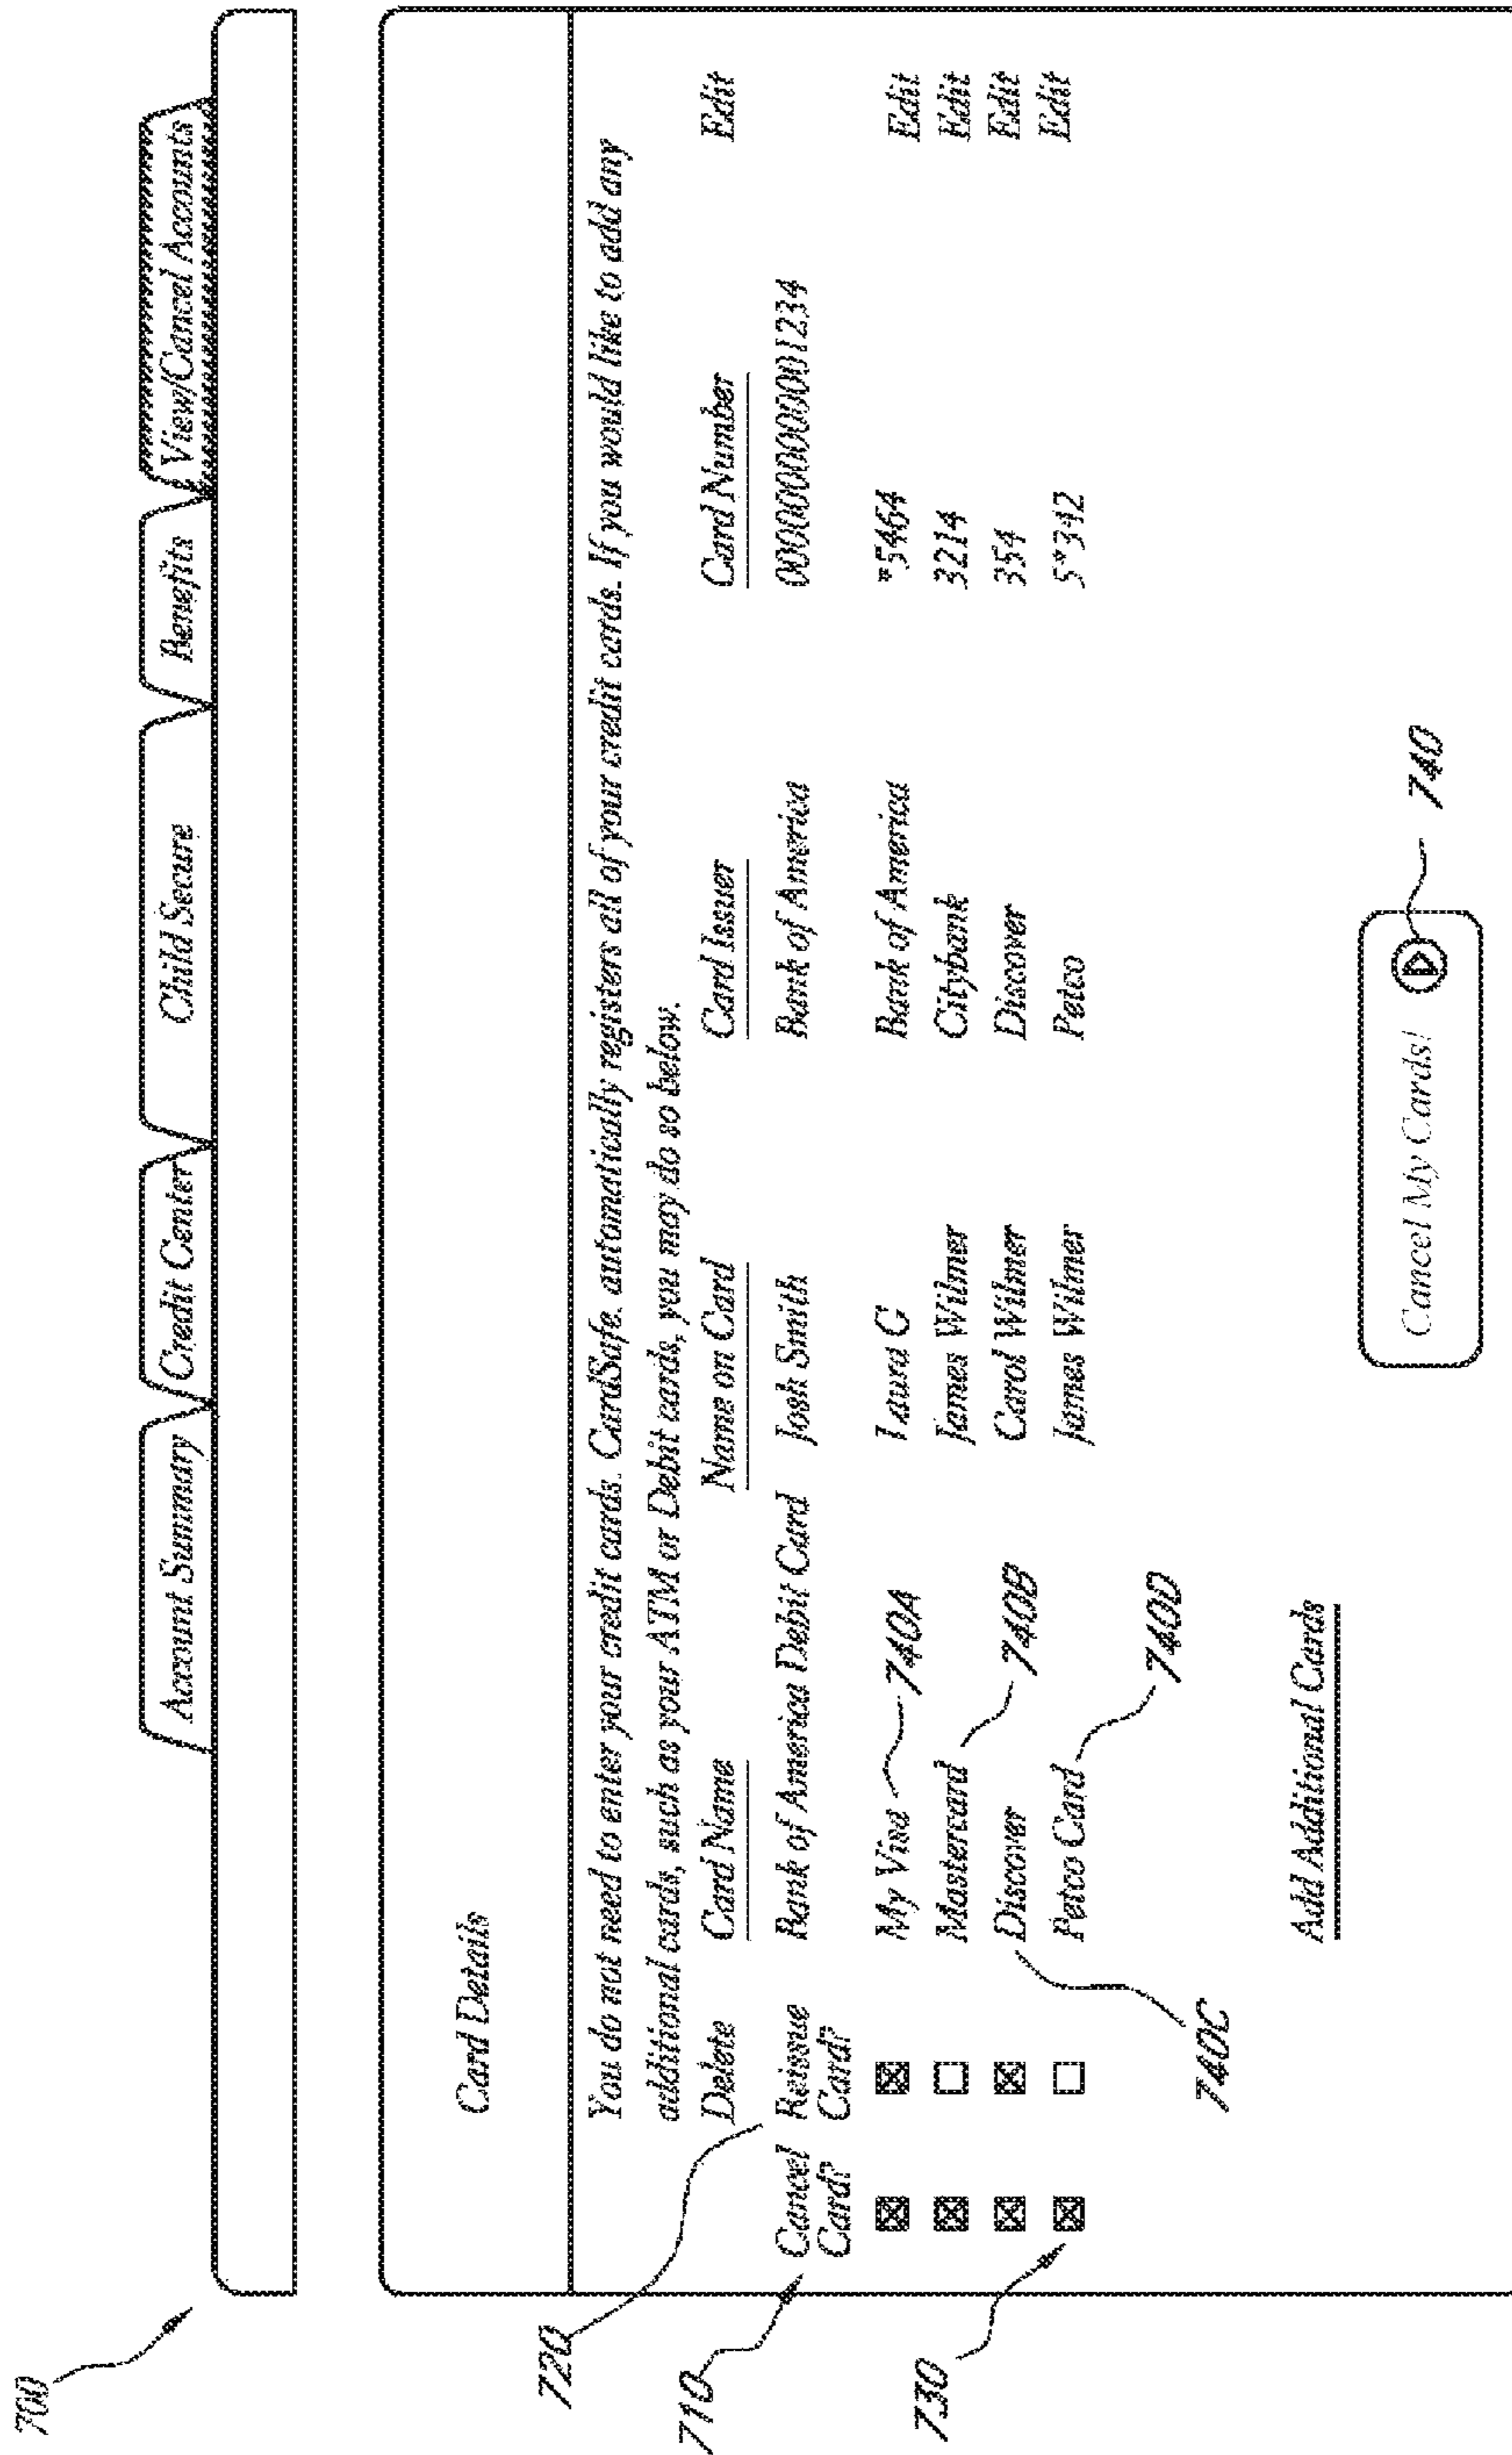 700
Account Summary Credit Center Child Secure Benefits View/Cancel Accounts
Card Details
You do not need to enter your credit cards. CardSafe. automatically registers all of your credit cards. If you would like to add any
additional cards, such as your ATM or Debit cards, you may do so below.
720
Delete Card Name Name on Card Card Issuer Card Number Edit
710
Cancel Card? Reissue Card? Bank of America Debit Card Josh Smith Bank of America 0000000000001234
My Visa 740A Laura G Bank of America *5464 Edit
730
Mastercard 740B James Wilmer Citybank 3214 Edit
Discover Carol Wilmer Discover 354 Edit
Petco Card 740D James Wilmer Petco 5*342 Edit
740C
Add Additional Cards
Cancel My Cards! 740